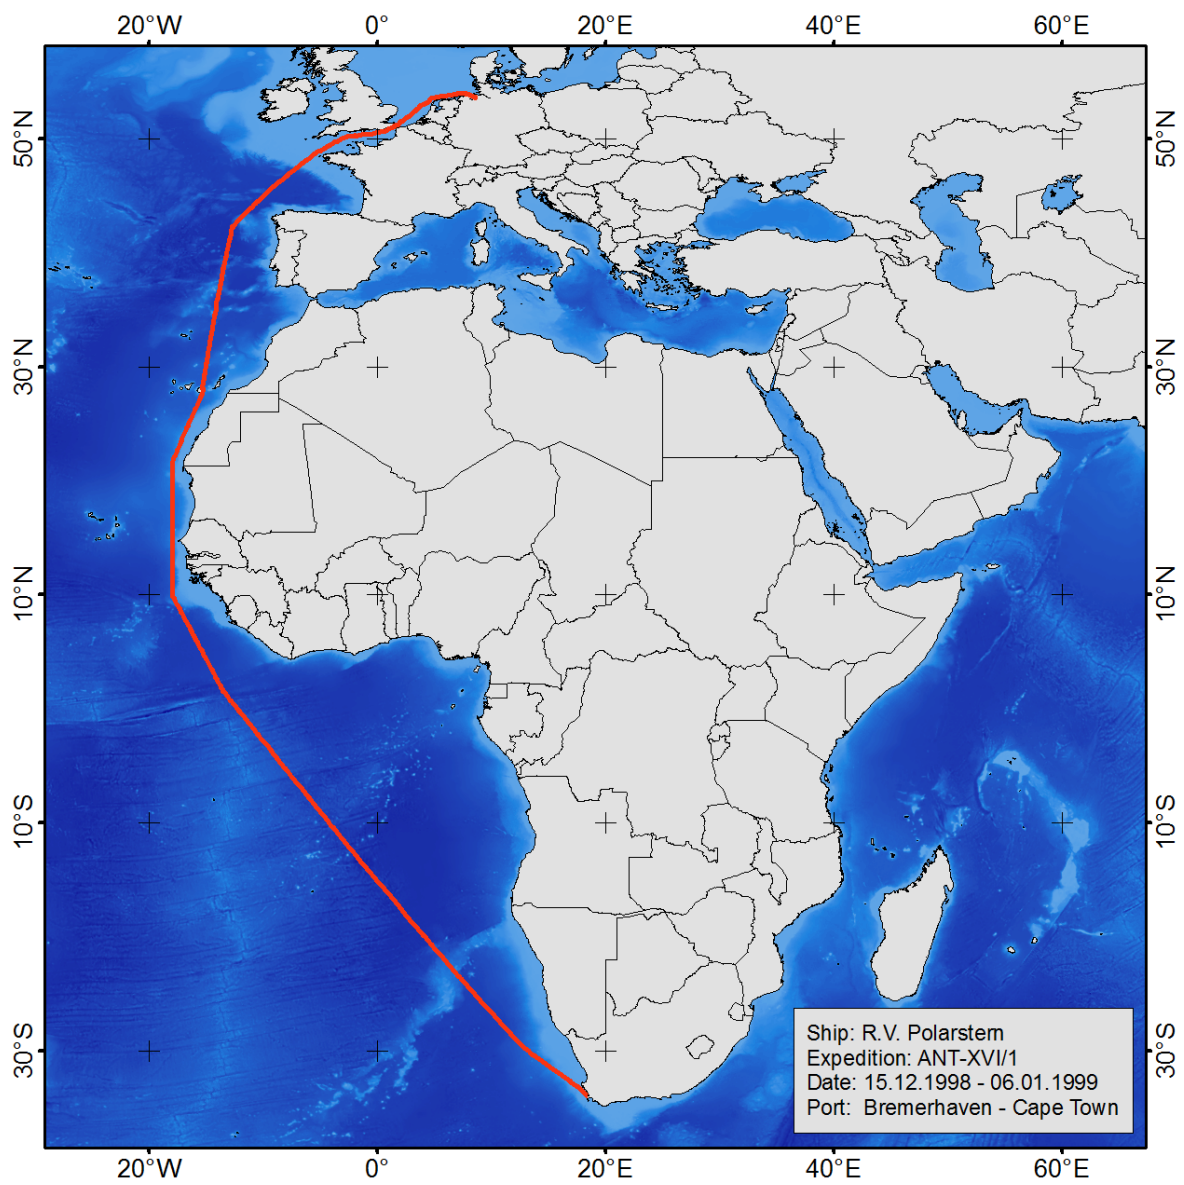 20°W 0° 20°E 40°E 60°E
50°N 50°N
30°N 30°N
10°N 10°N
10°S 10°S
30°S 30°S
Ship: R.V. Polarstern
Expedition: ANT-XVI/1
Date: 15.12.1998 - 06.01.1999
Port: Bremerhaven - Cape Town
20°W 0° 20°E 40°E 60°E